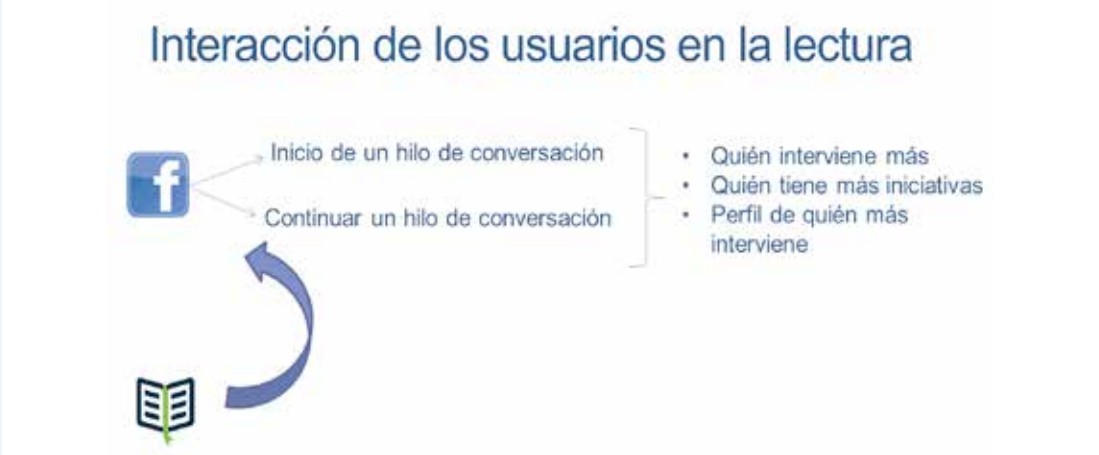 Interacción de los usuarios en la lectura
Inicio de un hilo de conversación
Continuar un hilo de conversación
• Quién interviene más
• Quién tiene más iniciativas
• Perfil de quién más
interviene